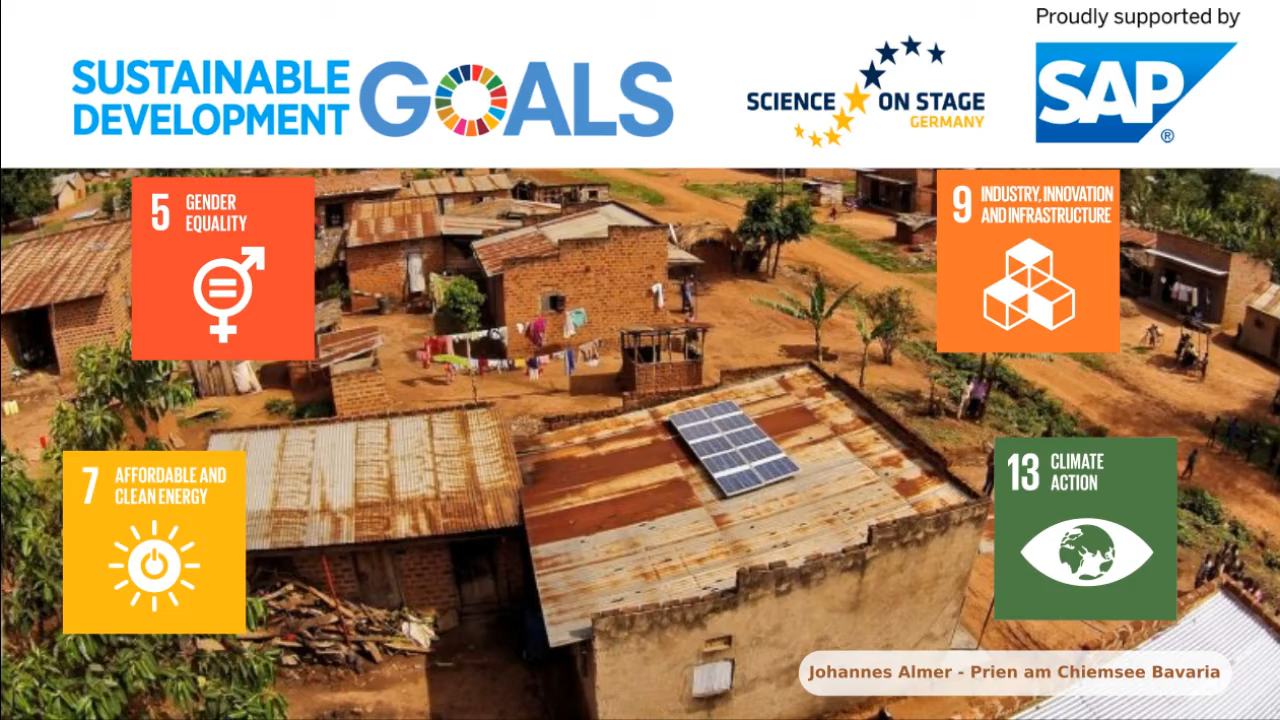 Proudly supported by
SUSTAINABLE
DEVELOPMENT
GOALS
SCIENCE ON STAGE
GERMANY
SAP
®
5 GENDER
EQUALITY
9 INDUSTRY, INNOVATION
AND INFRASTRUCTURE
7 AFFORDABLE AND
CLEAN ENERGY
13 CLIMATE
ACTION
Johannes Almer - Prien am Chiemsee Bavaria